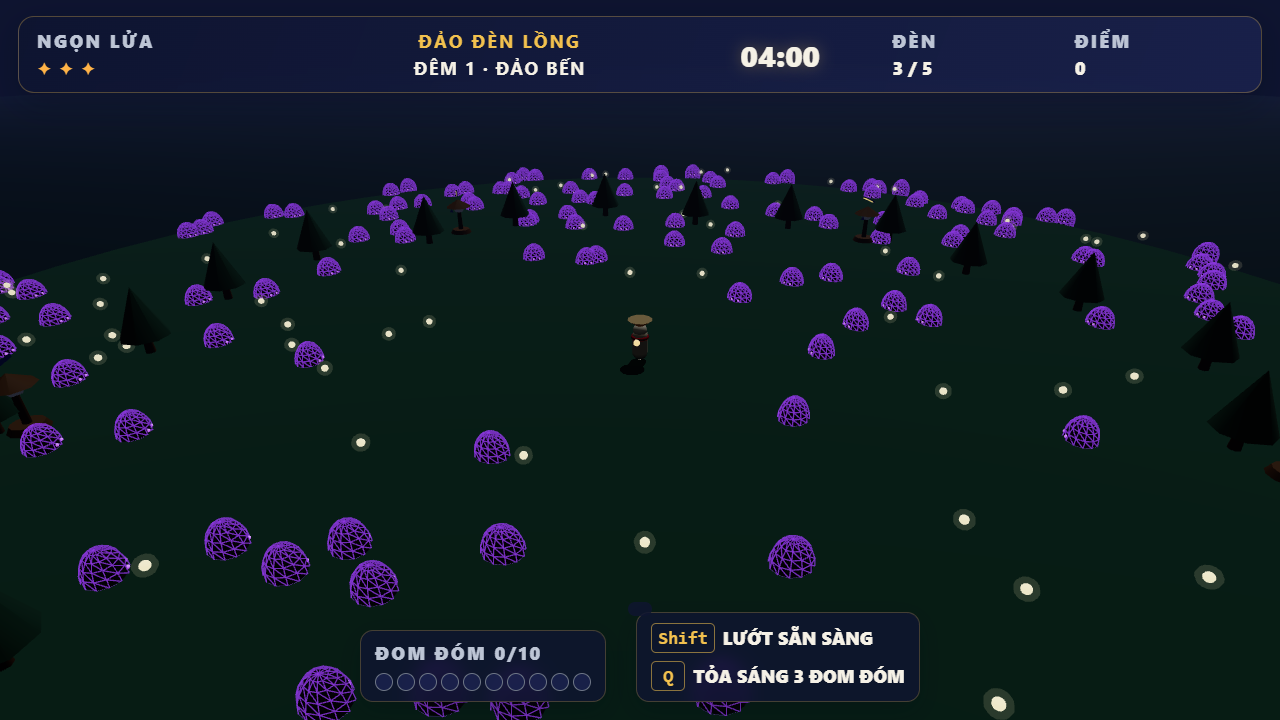 NGỌN LỬA
ĐẢO ĐÈN LỒNG
ĐÊM 1 · ĐẢO BẾN
04:00
ĐÈN
3 / 5
ĐIỂM
0
ĐOM ĐÓM 0/10
Shift LƯỚT SẴN SÀNG
Q TỎA SÁNG 3 ĐOM ĐÓM